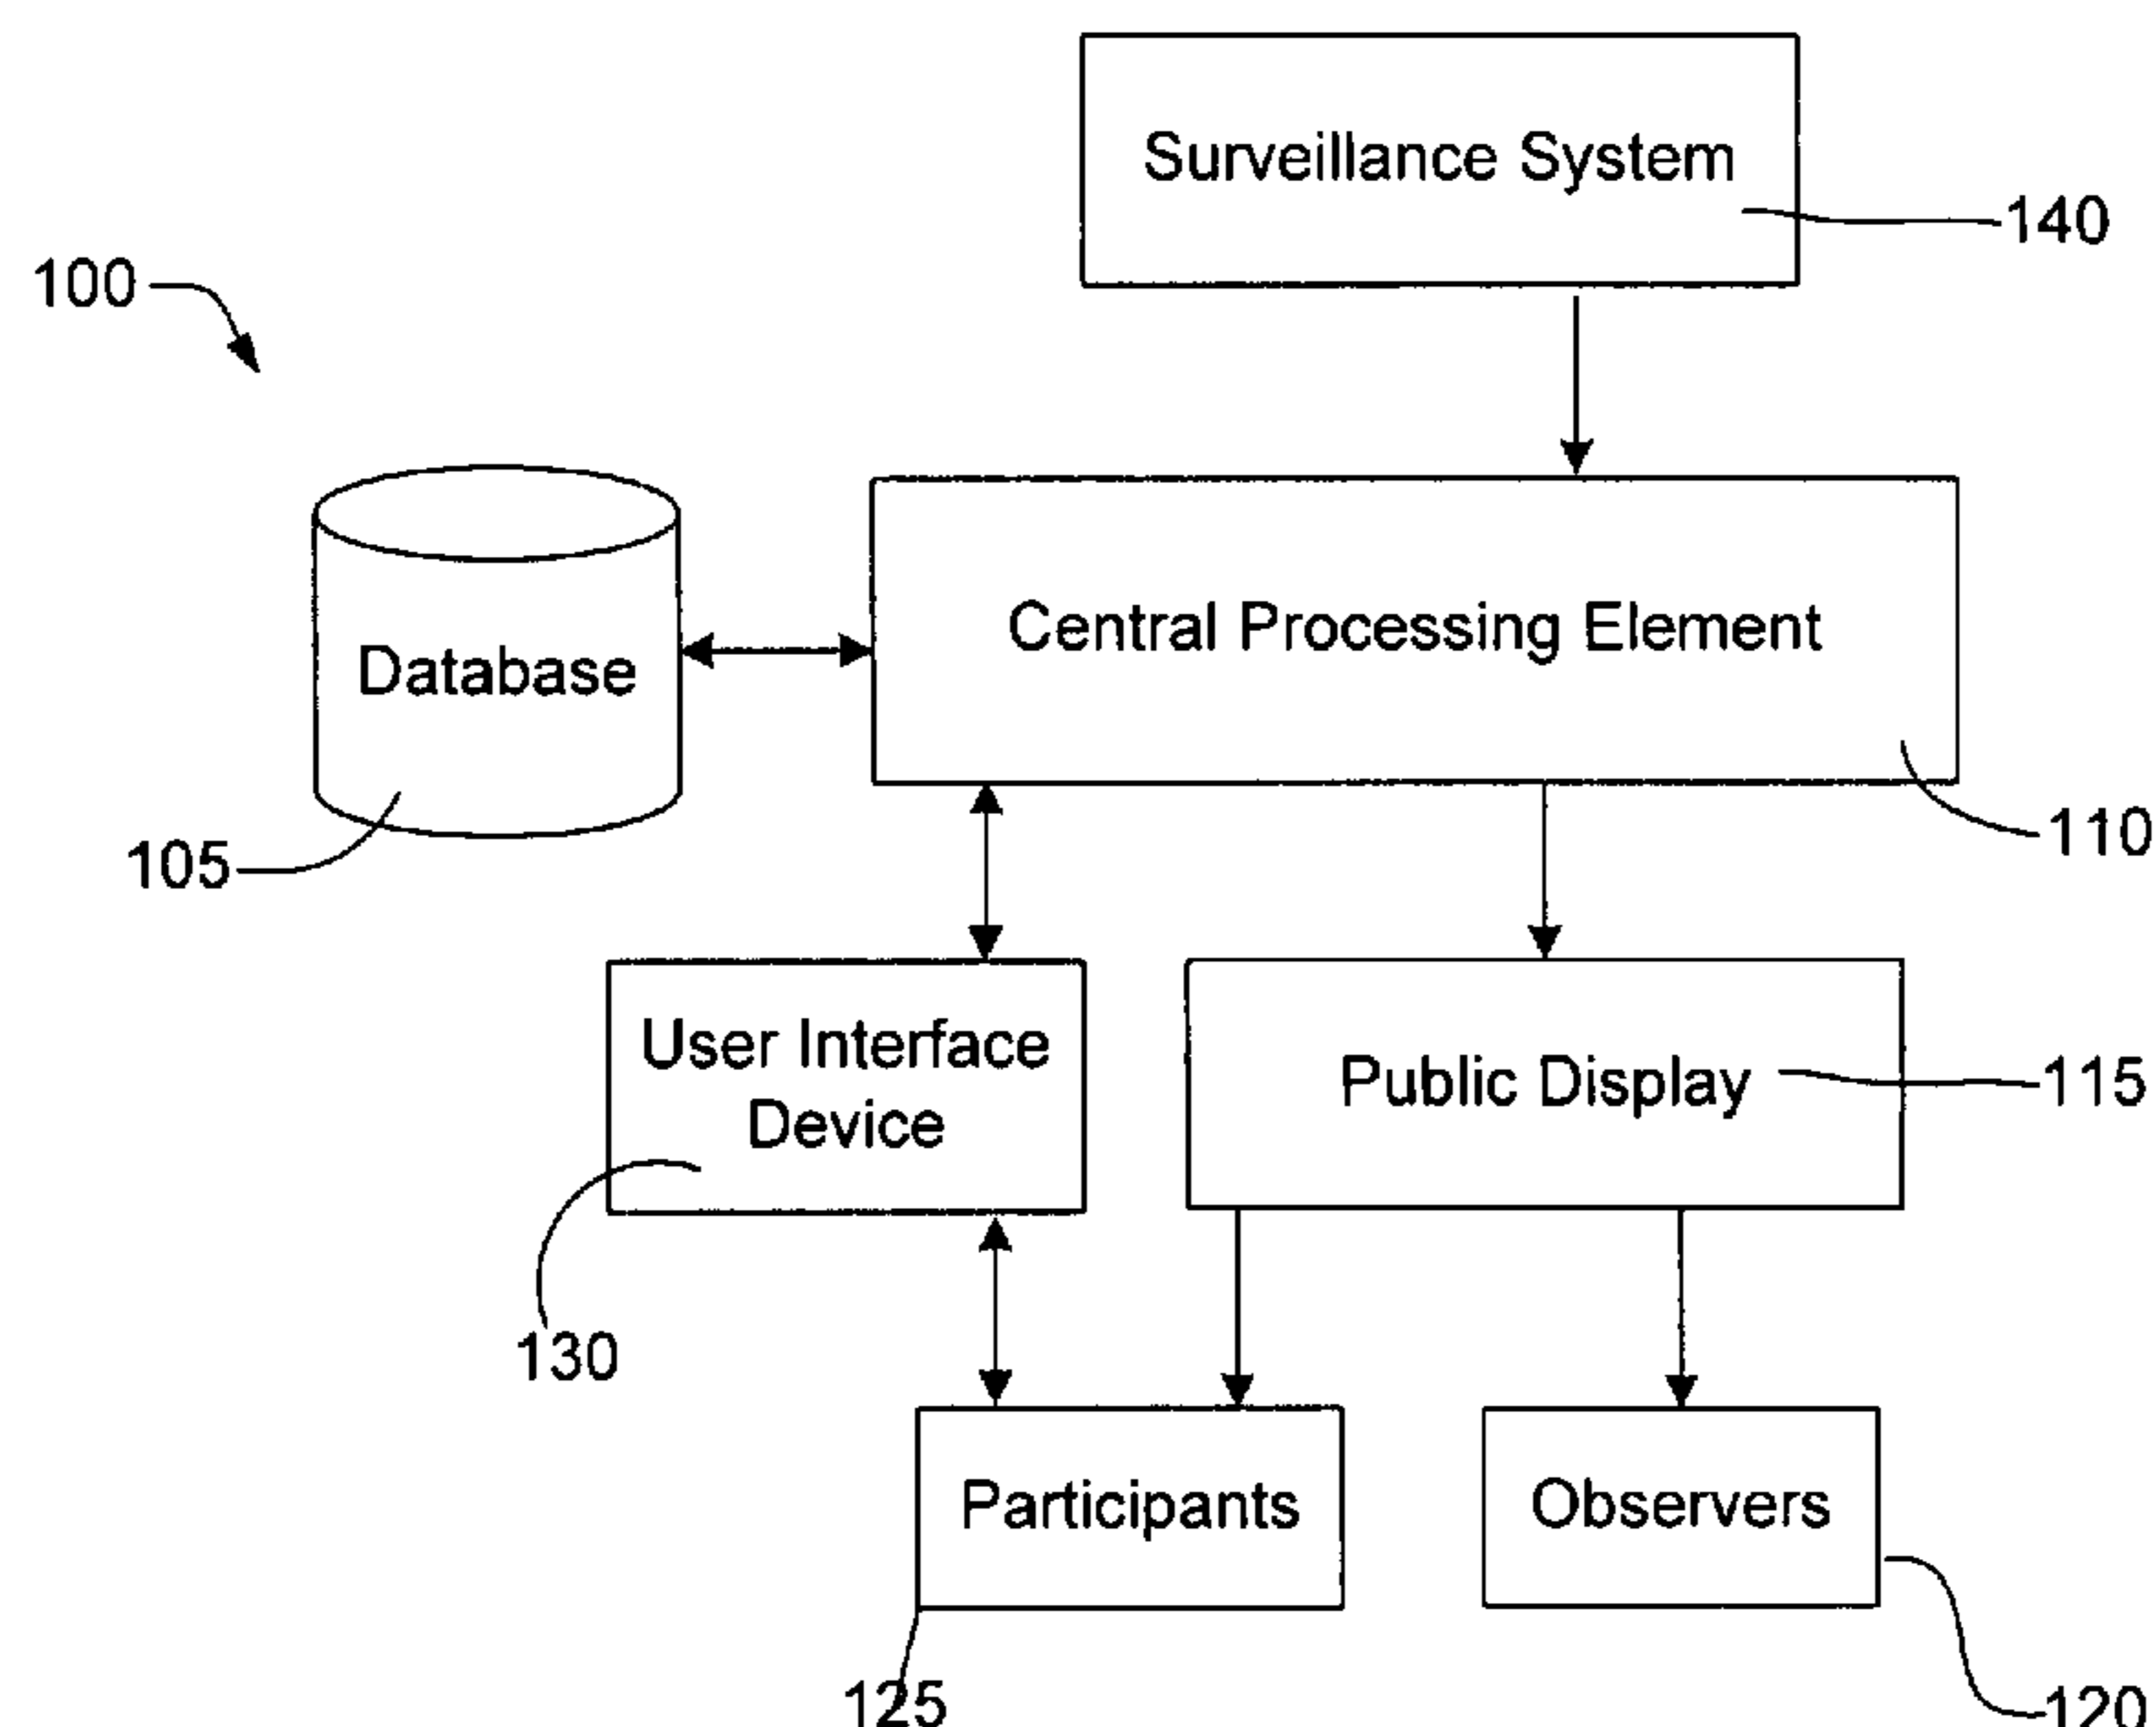 Surveillance System
140
100
Central Processing Element
Database
110
105
User Interface
Device
Public Display
115
130
Participants
Observers
125
120